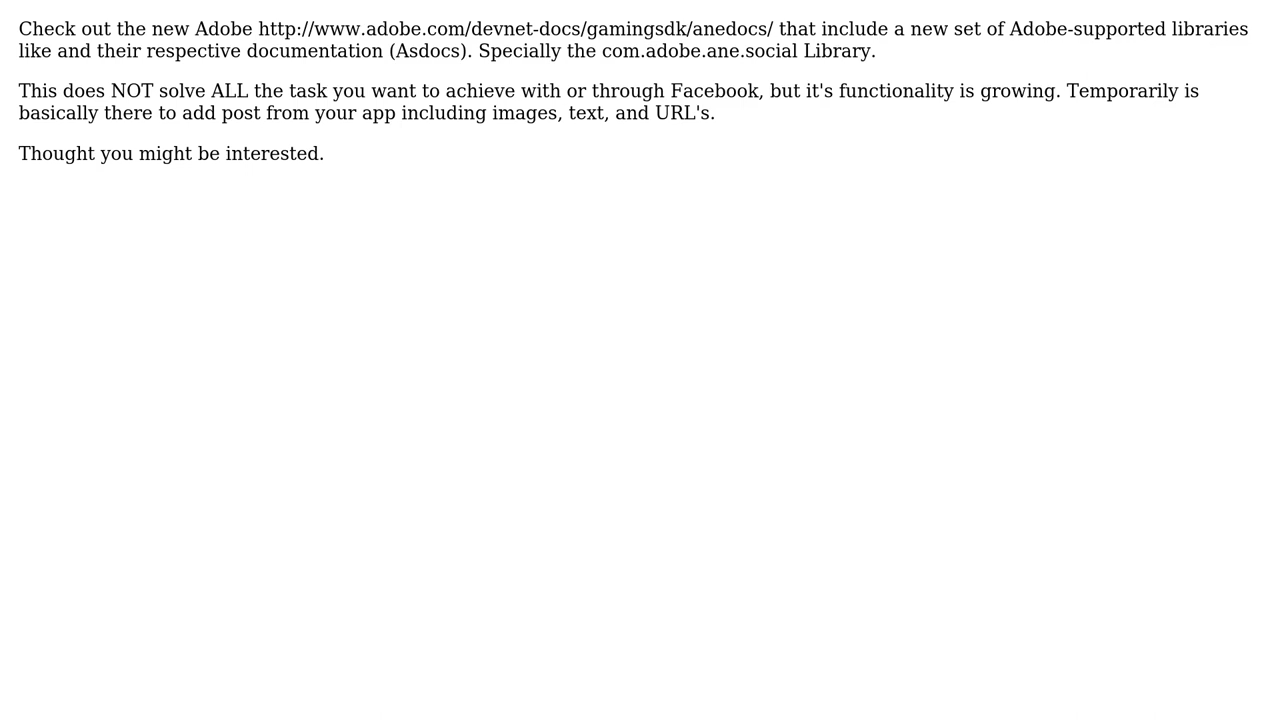 Check out the new Adobe http://www.adobe.com/devnet-docs/gamingsdk/anedocs/ that include a new set of Adobe-supported libraries
like and their respective documentation (Asdocs). Specially the com.adobe.ane.social Library.
This does NOT solve ALL the task you want to achieve with or through Facebook, but it's functionality is growing. Temporarily is
basically there to add post from your app including images, text, and URL's.
Thought you might be interested.